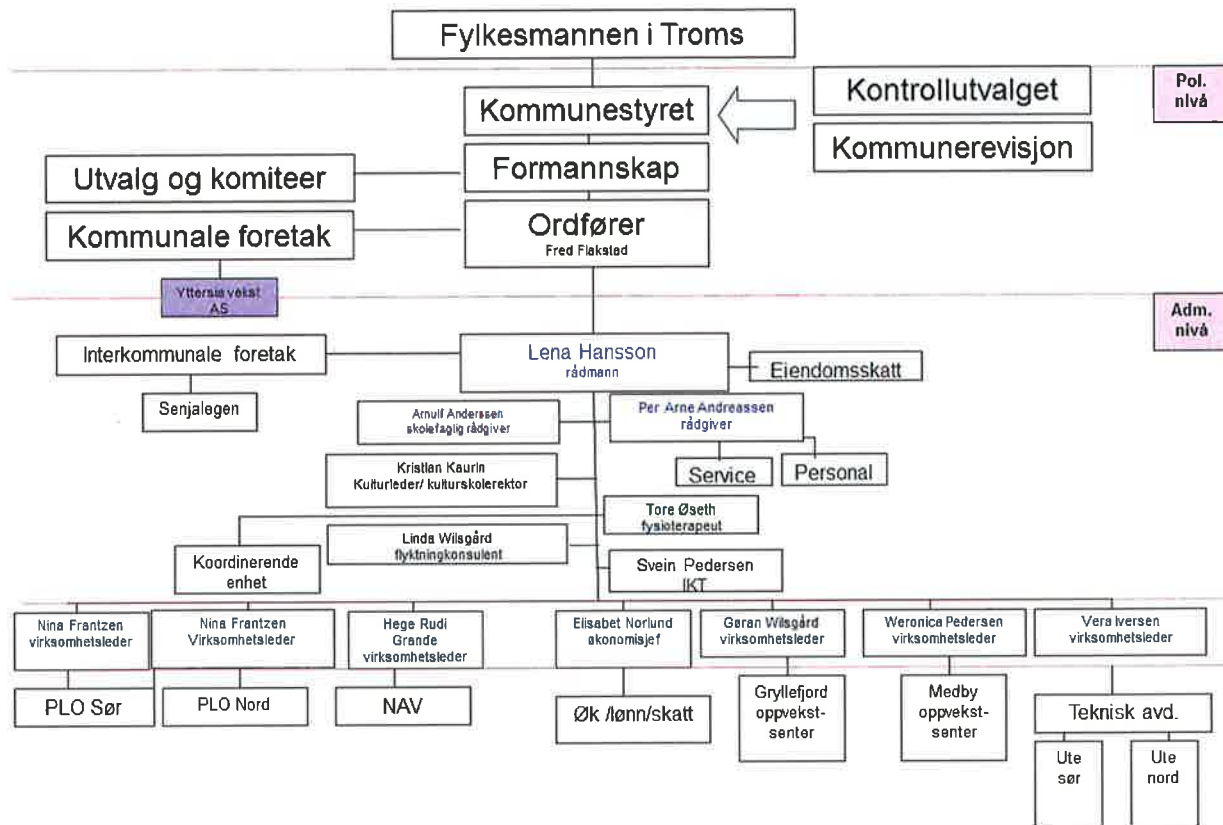 Fylkesmannen i Troms
Pol.
nivå
Kommunestyret
Kontrollutvalget
Kommunerevisjon
Formannskap
Utvalg og komiteer
Ordfører
Fred Flakstad
Kommunale foretak
Yttersia vekst
AS
Adm.
nivå
Interkommunale foretak
Lena Hansson
rådmann
Eiendomsskatt
Senjalegen
Arnulf Anderssen
skolefaglig rådgiver
Per Arne Andreassen
rådgiver
Service
Personal
Kristian Kaurin
Kulturleder/ kulturskolerektor
Tore Øseth
fysioterapeut
Linda Wilsgård
flyktningkonsulent
Koordinerende
enhet
Svein Pedersen
IKT
Nina Frantzen
virksomhetsleder
Nina Frantzen
Virksomhetsleder
Hege Rudi
Grande
virksomhetsleder
Elisabet Norlund
økonomisjef
Gøran Wilsgård
virksomhetsleder
Weronica Pedersen
virksomhetsleder
Vera Iversen
virksomhetsleder
PLO Sør
PLO Nord
NAV
Øk /lønn/skatt
Gryllefjord
oppvekst-
senter
Medby
oppvekst-
senter
Teknisk avd.
Ute
sør
Ute
nord